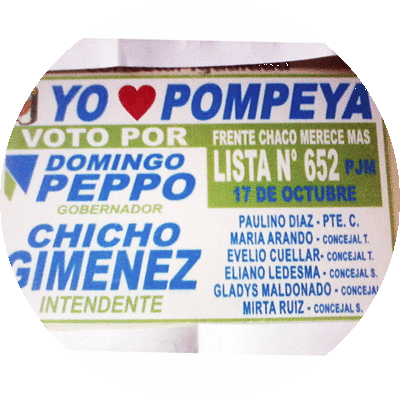 YO ❤ POMPEYA
VOTO POR
DOMINGO
PEPPO
GOBERNADOR
CHICHO
GIMENEZ
INTENDENTE
FRENTE CHACO MERECE MAS
LISTA Nº 652 PJM
17 DE OCTUBRE
PAULINO DIAZ - PTE. C.
MARIA ARANDO - CONCEJAL T.
EVELIO CUELLAR- CONCEJAL T.
ELIANO LEDESMA - CONCEJAL S.
GLADYS MALDONADO - CONCEJAL
MIRTA RUIZ - CONCEJAL S.